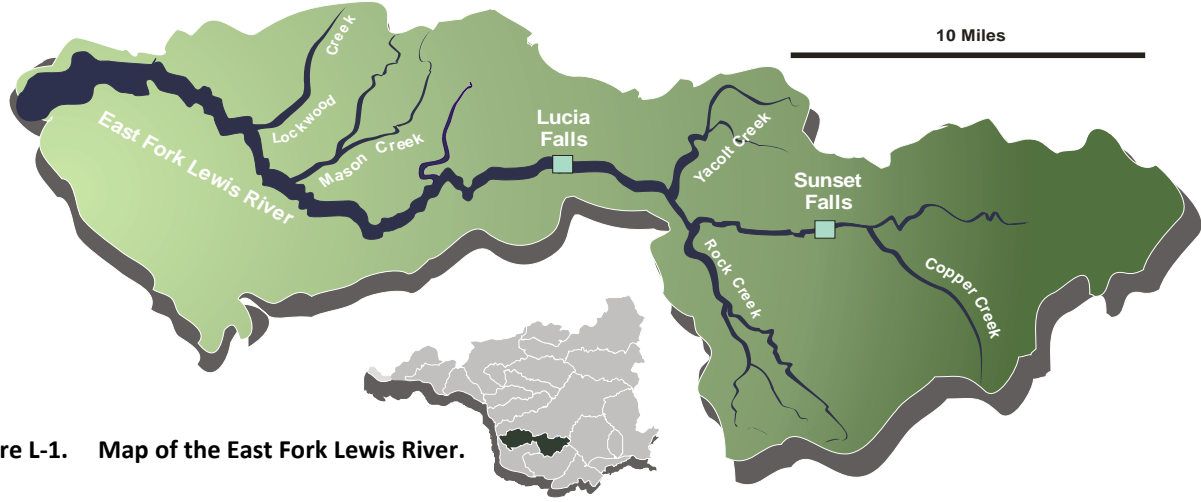 10 Miles
Creek
Lockwood
East Fork Lewis River
Mason Creek
Lucia
Falls
Yacolt Creek
Sunset
Falls
Rock Creek
Copper Creek
re L-1. Map of the East Fork Lewis River.